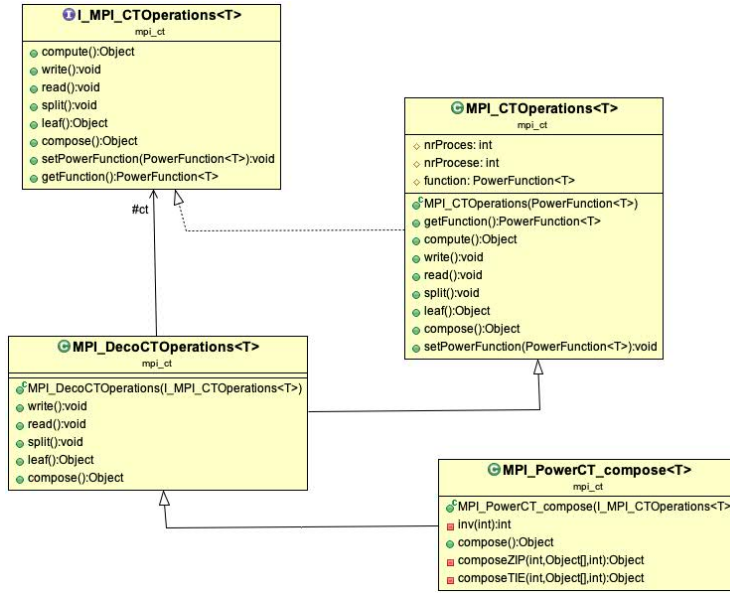 I_MPI_CTOperations<T>
mpi_ct
compute():Object
write():void
read():void
split():void
leaf():Object
compose():Object
setPowerFunction(PowerFunction<T>):void
getFunction():PowerFunction<T>
#ct
MPI_CTOperations<T>
mpi_ct
nrProces: int
nrProcese: int
function: PowerFunction<T>
MPI_CTOperations(PowerFunction<T>)
getFunction():PowerFunction<T>
compute():Object
write():void
read():void
split():void
leaf():Object
compose():Object
setPowerFunction(PowerFunction<T>):void
MPI_DecoCTOperations<T>
mpi_ct
MPI_DecoCTOperations(I_MPI_CTOperations<T>)
write():void
read():void
split():void
leaf():Object
compose():Object
MPI_PowerCT_compose<T>
mpi_ct
MPI_PowerCT_compose(I_MPI_CTOperations<T>
inv(int):int
compose():Object
composeZIP(int,Object[],int):Object
composeTIE(int,Object[],int):Object